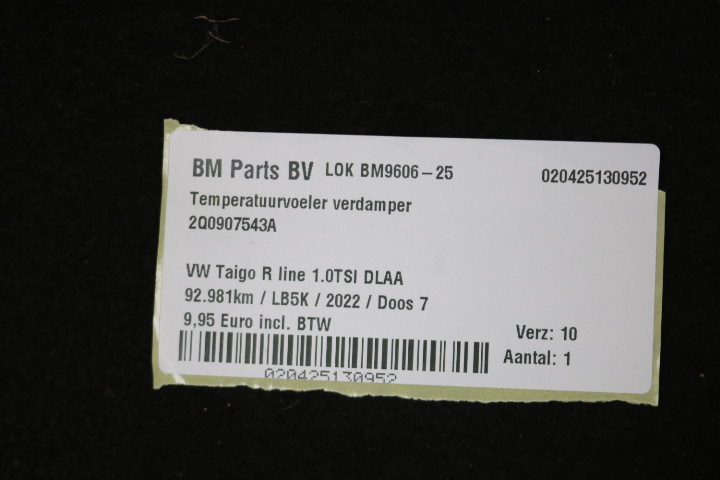 BM Parts BV LOK BM9606-25 020425130952
Temperatuurvoeler verdamper
2Q0907543A
VW Taigo R line 1.0TSI DLAA
92.981km / LB5K / 2022 / Doos 7
9,95 Euro incl. BTW
Verz: 10
Aantal: 1
020425130952